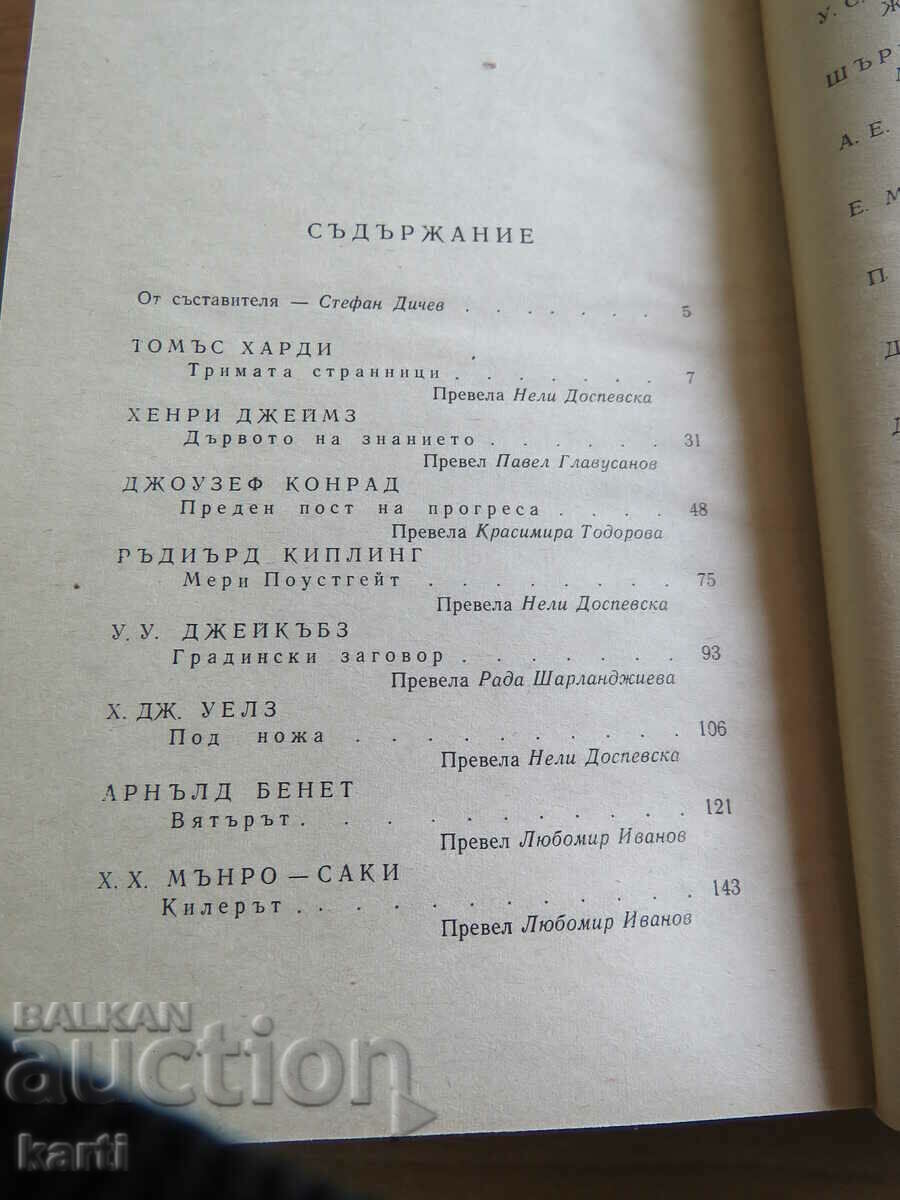 СЪДЪРЖАНИЕ
От съставителя — Стефан Дичев . . . . . . . 5
ТОМЪС ХАРДИ
Тримата странници . . . . . . . 7
Превела Нели Доспевска
ХЕНРИ ДЖЕЙМЗ
Дървото на знанието . . . . . . 31
Превел Павел Главусанов
ДЖОУЗЕФ КОНРАД
Преден пост на прогреса . . . . 48
Превела Красимира Тодорова
РЪДИЪРД КИПЛИНГ
Мери Поустгейт . . . . . . . . 75
Превела Нели Доспевска
У. У. ДЖЕЙКЪБЗ
Градински заговор . . . . . . . 93
Превела Рада Шарланджиева
Х. ДЖ. УЕЛЗ
Под ножа . . . . . . . . . . 106
Превела Нели Доспевска
АРНЪЛД БЕНЕТ
Вятърът . . . . . . . . . . . 121
Превел Любомир Иванов
Х. Х. МЪНРО — САКИ
Килерът . . . . . . . . . . . 143
Превел Любомир Иванов
У. С.
Ж
ШЪР
А. Е.
Е. М
П
Д
BALKAN
auction
karti